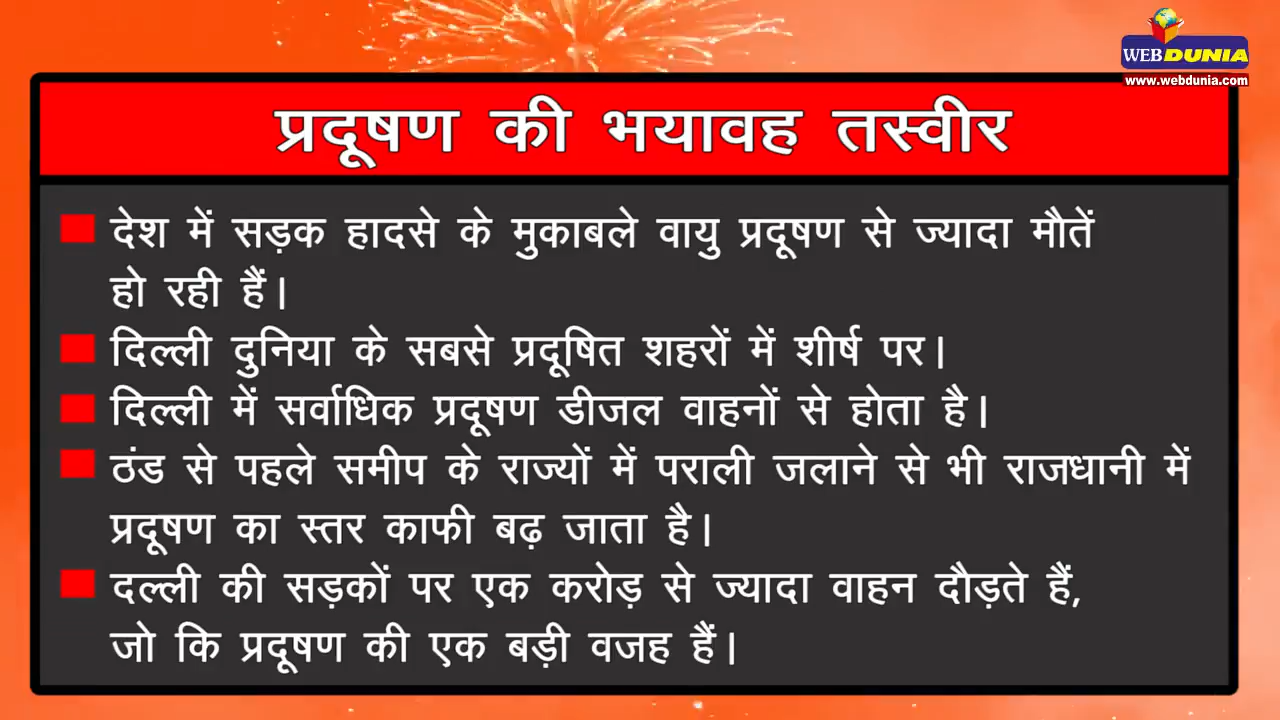 WEBDUNIA
www.webdunia.com
प्रदूषण की भयावह तस्वीर
देश में सड़क हादसे के मुकाबले वायु प्रदूषण से ज्यादा मौतें
हो रही हैं।
दिल्ली दुनिया के सबसे प्रदूषित शहरों में शीर्ष पर।
दिल्ली में सर्वाधिक प्रदूषण डीजल वाहनों से होता है।
ठंड से पहले समीप के राज्यों में पराली जलाने से भी राजधानी में
प्रदूषण का स्तर काफी बढ़ जाता है।
दल्ली की सड़कों पर एक करोड़ से ज्यादा वाहन दौड़ते हैं,
जो कि प्रदूषण की एक बड़ी वजह हैं।